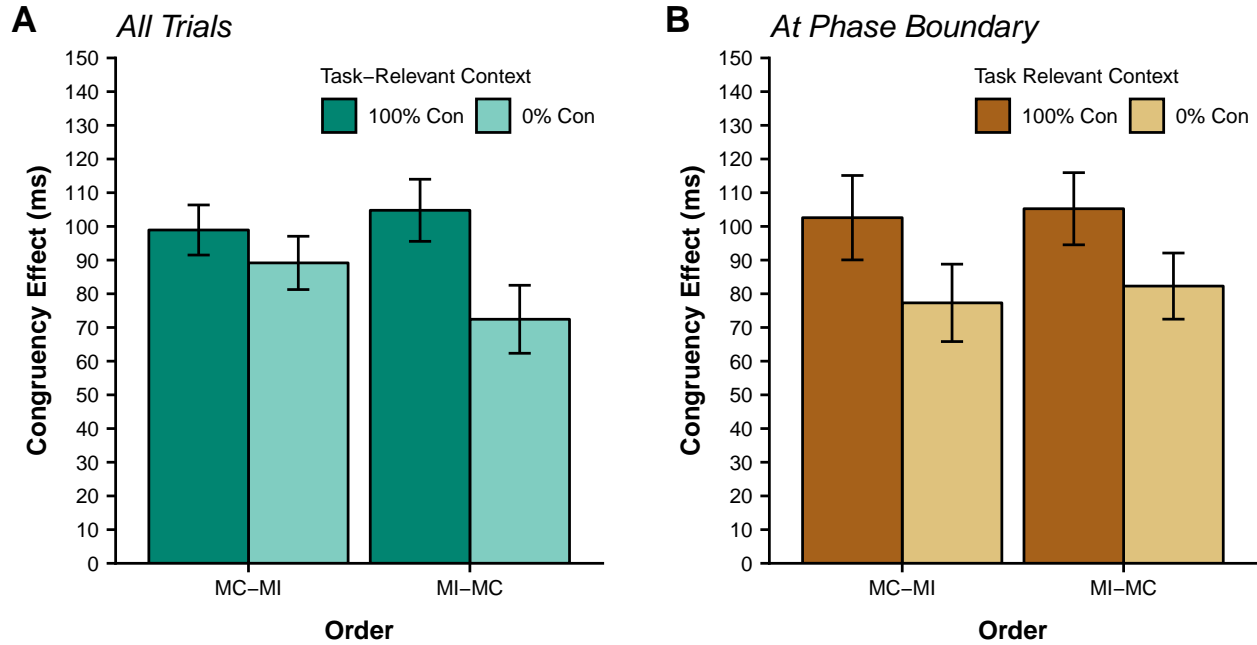 A All Trials
Task–Relevant Context
100% Con 0% Con
150
140
130
120
110
100
90
80
70
60
50
40
30
20
10
0
Congruency Effect (ms)
MC–MI MI–MC
Order
B At Phase Boundary
Task Relevant Context
100% Con 0% Con
150
140
130
120
110
100
90
80
70
60
50
40
30
20
10
0
Congruency Effect (ms)
MC–MI MI–MC
Order